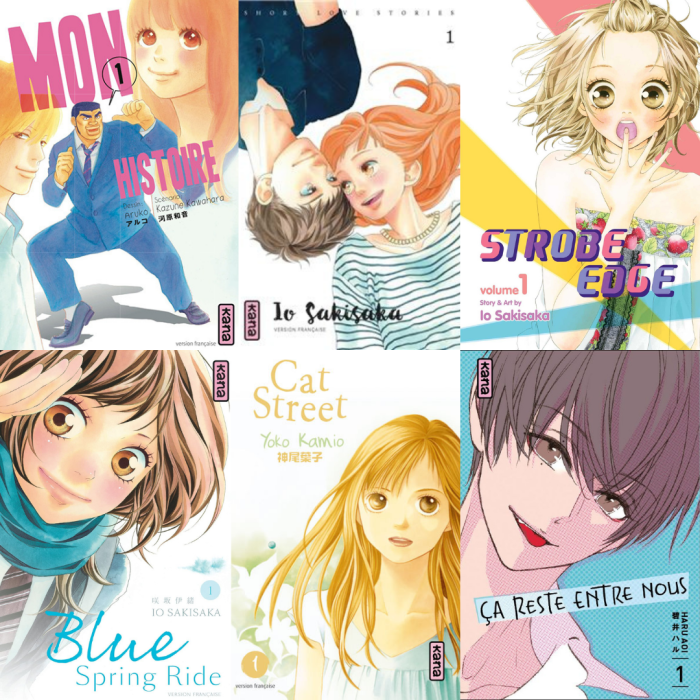 MON
1
HISTOIRE
Dessin
Aruko
アルコ
Scénario
Kazune Kawahara
河原和音
kana
version française
SHORT LOVE STORIES
1
kana
Io Sakisaka
VERSION FRANÇAISE
STROBE
EDGE
volume 1
Story & Art by
Io Sakisaka
kana
咲坂伊緒
1
IO SAKISAKA
Blue
Spring Ride
VERSION FRANÇAISE
Cat
Street
Yoko Kamio
神尾葉子
1
version française
kana
kana
ÇA RESTE ENTRE NOUS
HARU AOI
碧井ハル
1